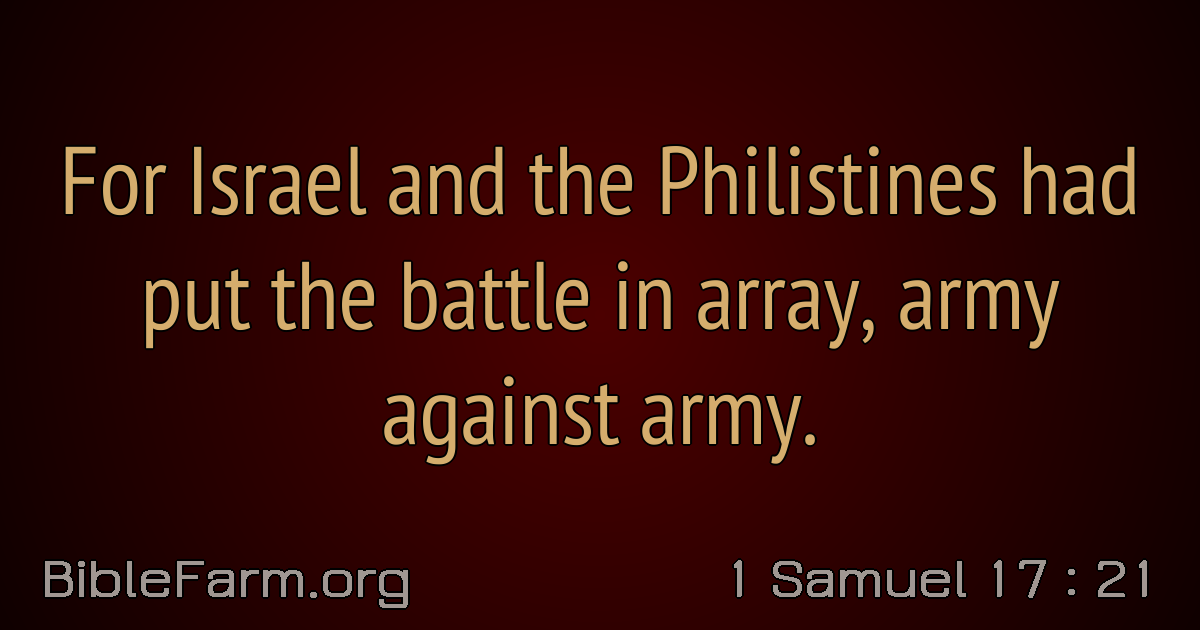 For Israel and the Philistines had
put the battle in array, army
against army.
BibleFarm.org
1 Samuel 17 : 21